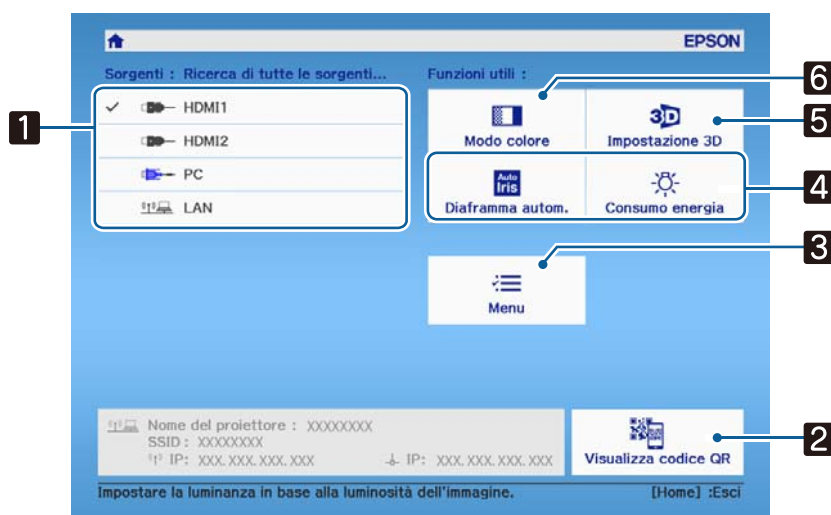 EPSON
Sorgenti : Ricerca di tutte le sorgenti...
HDMI1
HDMI2
PC
LAN
1
Funzioni utili :
Modo colore
3D
Impostazione 3D
Auto
Iris
Diaframma autom.
Consumo energia
Menu
6
5
4
3
Nome del proiettore : XXXXXXXX
SSID : XXXXXXXX
IP: XXX.XXX.XXX.XXX
IP: XXX.XXX.XXX.XXX
Visualizza codice QR
2
Impostare la luminanza in base alla luminosità dell'immagine.
[Home] :Esci